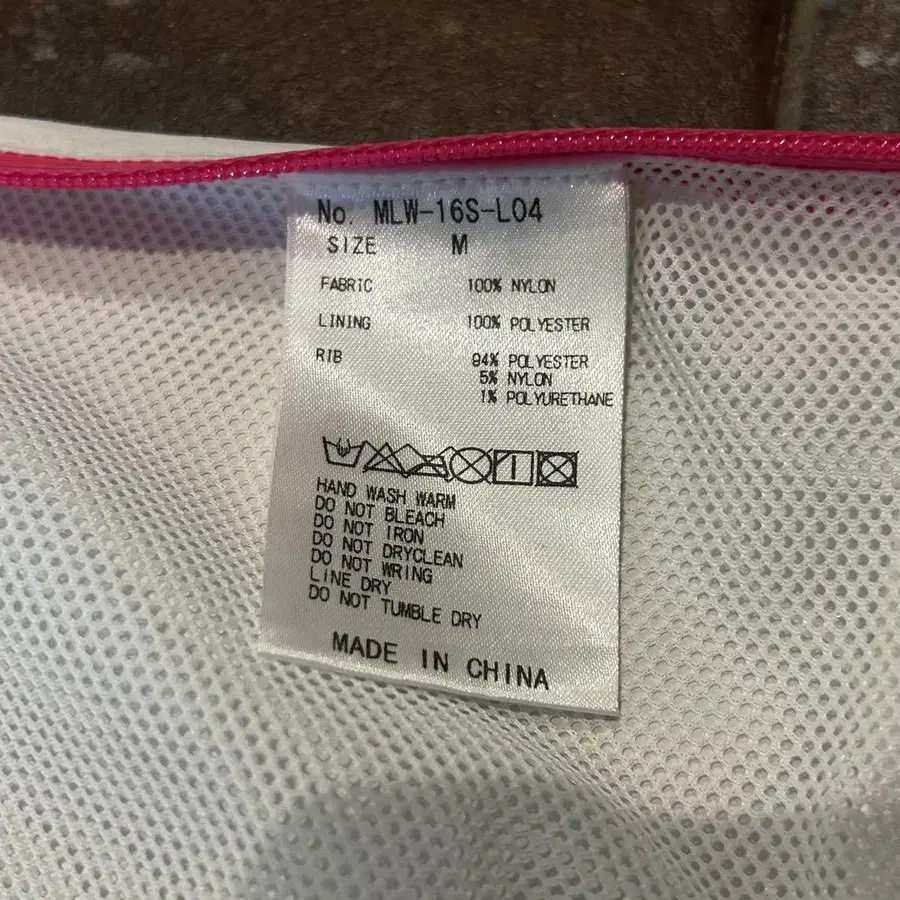 No. MLW-16S-L04
SIZE M
FABRIC 100% NYLON
LINING 100% POLYESTER
RIB 94% POLYESTER
5% NYLON
1% POLYURETHANE
HAND WASH WARM
DO NOT BLEACH
DO NOT IRON
DO NOT DRYCLEAN
DO NOT WRING
LINE DRY
DO NOT TUMBLE DRY
MADE IN CHINA